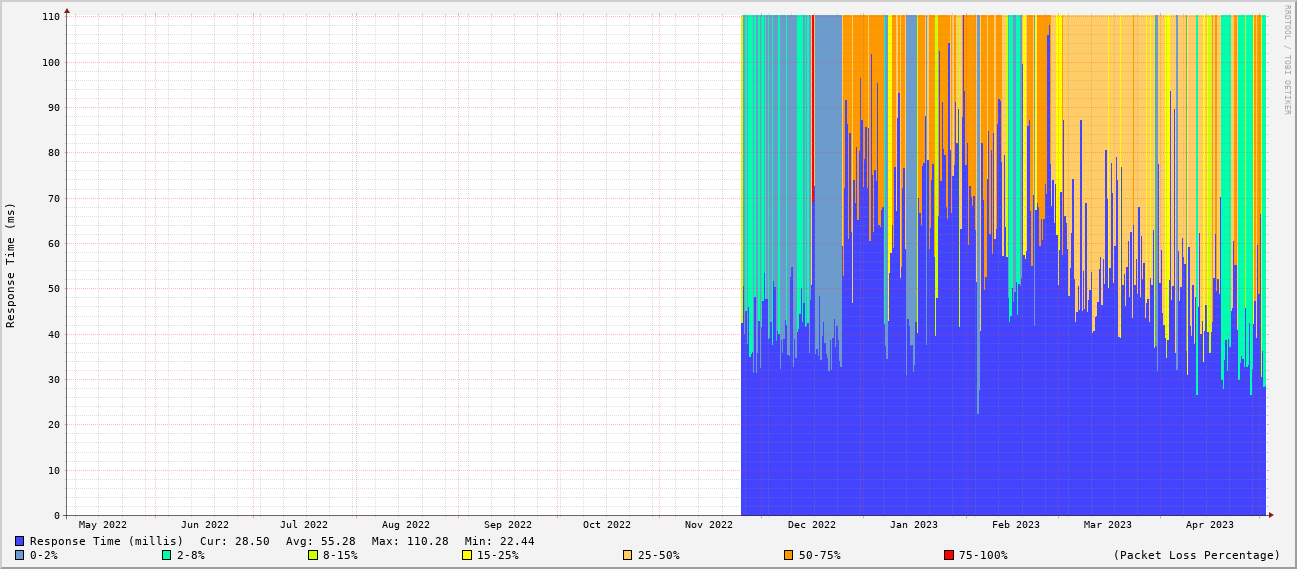 RRDTOOL / TOBI OETIKER
Response Time (ms)
110
100
90
80
70
60
50
40
30
20
10
0
May 2022 Jun 2022 Jul 2022 Aug 2022 Sep 2022 Oct 2022 Nov 2022 Dec 2022 Jan 2023 Feb 2023 Mar 2023 Apr 2023
Response Time (millis) Cur: 28.50 Avg: 55.28 Max: 110.28 Min: 22.44
0-2% 2-8% 8-15% 15-25% 25-50% 50-75% 75-100% (Packet Loss Percentage)